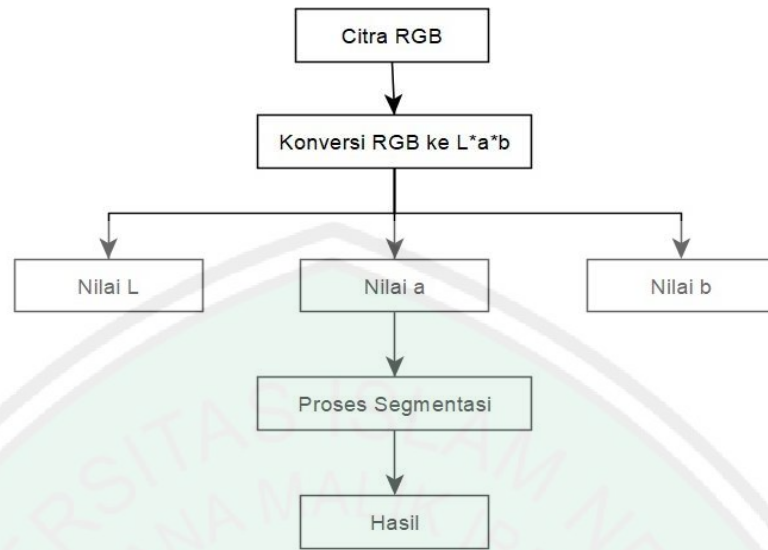 Citra RGB
Konversi RGB ke L*a*b
Nilai L
Nilai a
Nilai b
Proses Segmentasi
Hasil